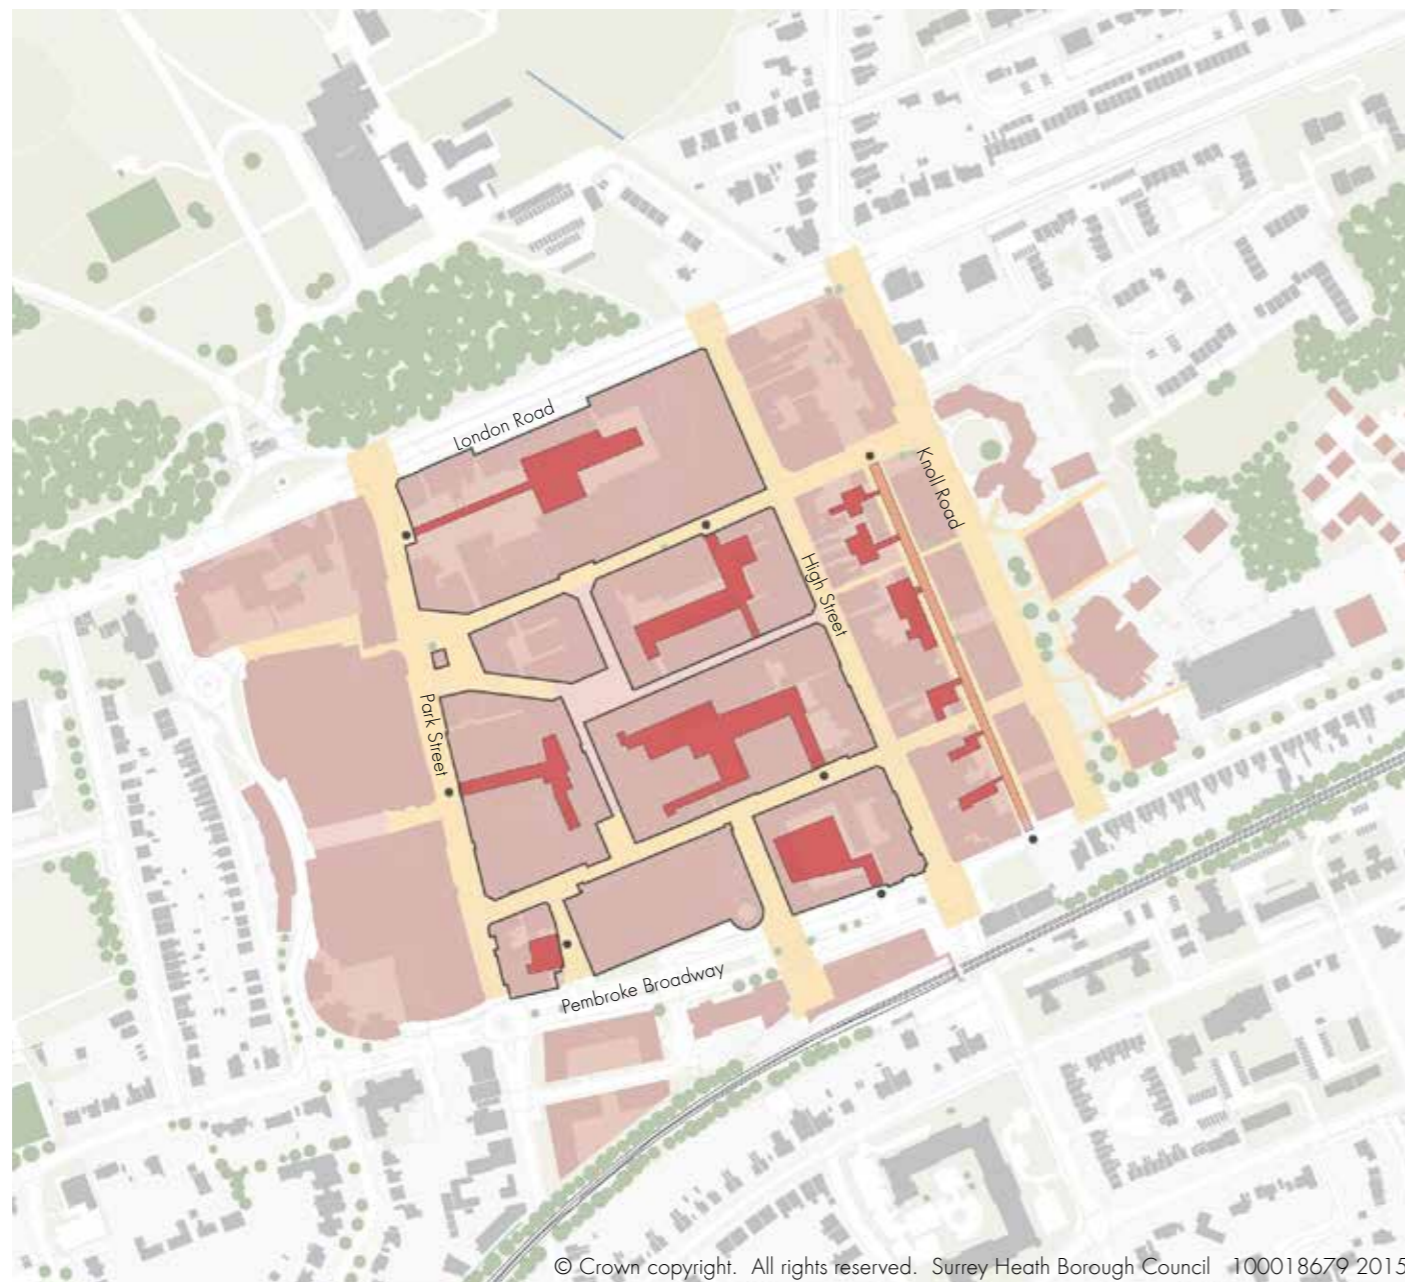 London Road
Knoll Road
High Street
Park Street
Pembroke Broadway
© Crown copyright. All rights reserved. Surrey Heath Borough Council 100018679 2015